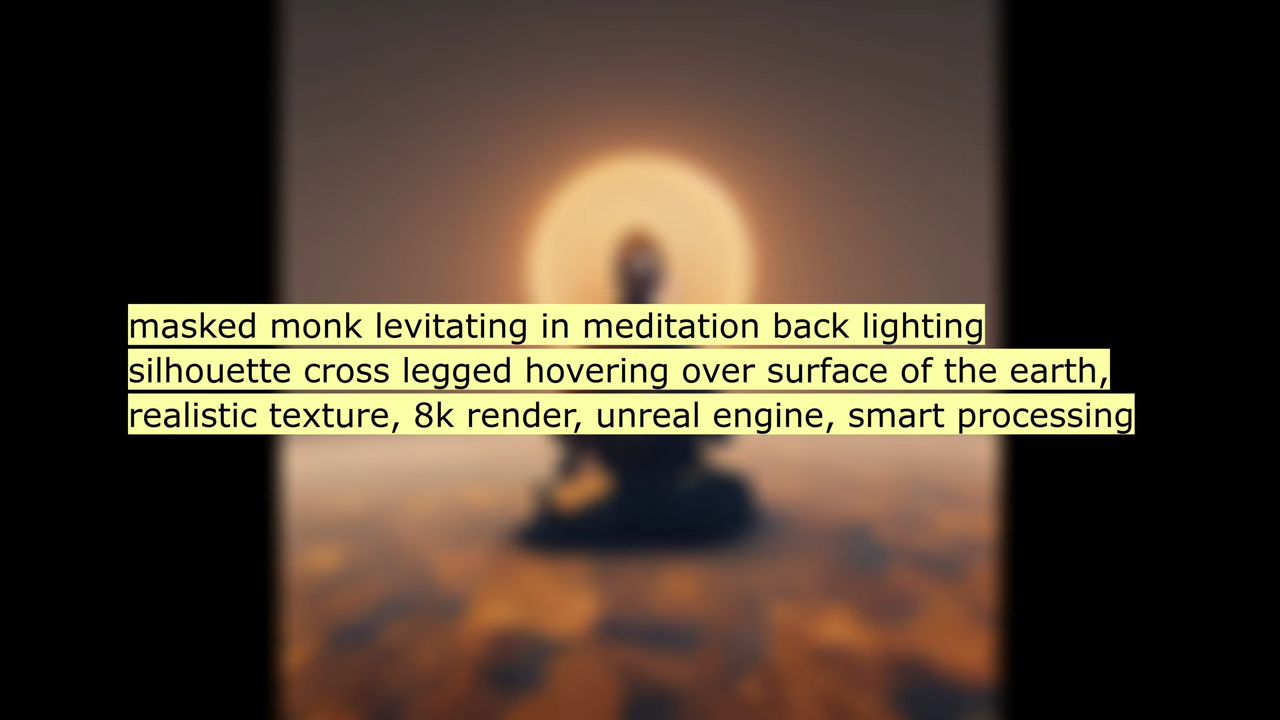 masked monk levitating in meditation back lighting
silhouette cross legged hovering over surface of the earth,
realistic texture, 8k render, unreal engine, smart processing